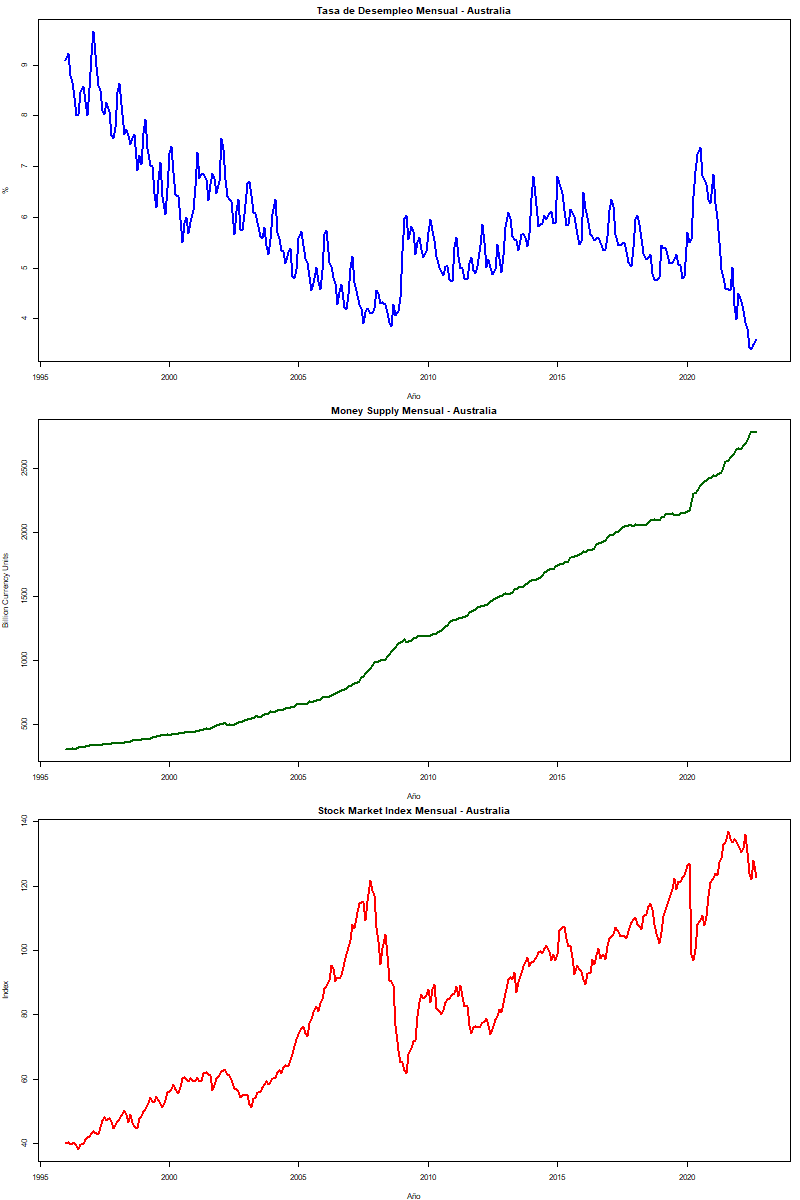 Tasa de Desempleo Mensual - Australia
9
8
7
6
5
4
%
1995 2000 2005 2010 2015 2020
Año
Money Supply Mensual - Australia
2500
2000
1500
1000
500
Billion Currency Units
1995 2000 2005 2010 2015 2020
Año
Stock Market Index Mensual - Australia
140
120
100
80
60
40
Index
1995 2000 2005 2010 2015 2020
Año